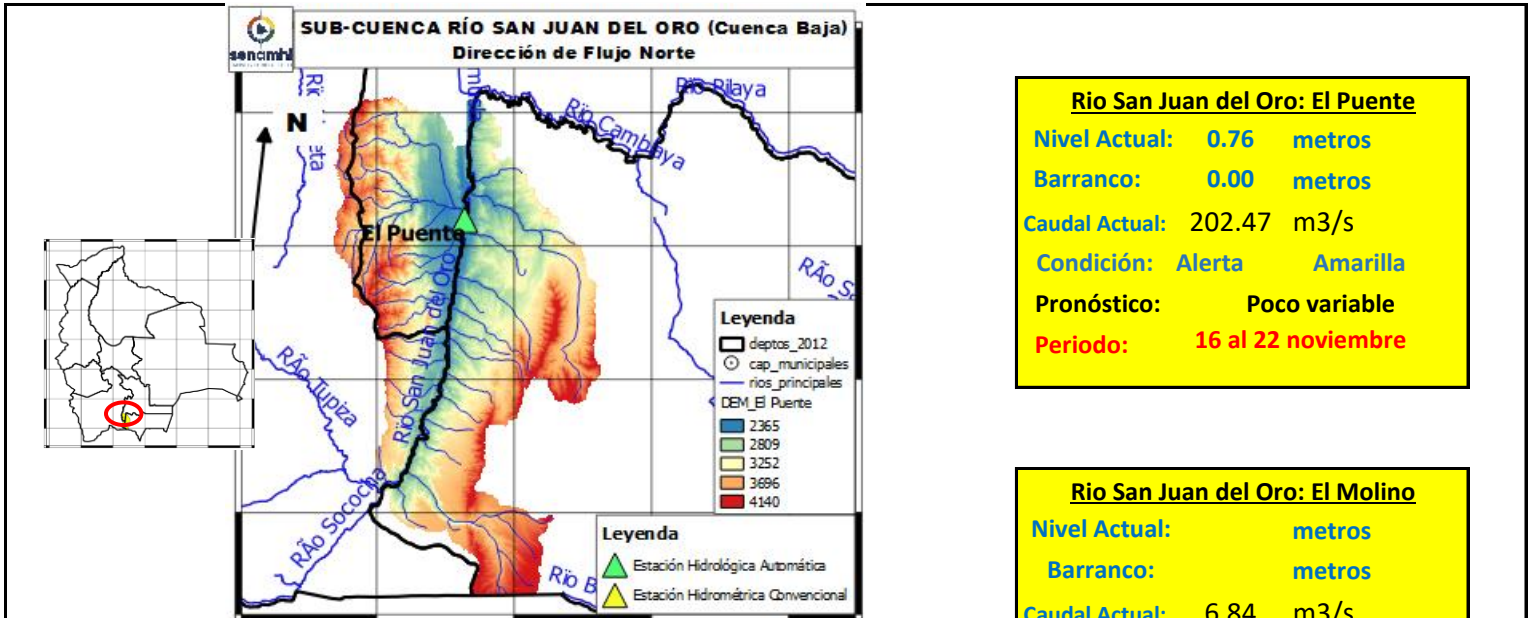 SUB-CUENCA RÍO SAN JUAN DEL ORO (Cuenca Baja)
Dirección de Flujo Norte
senamhi
N
Río Pilaya
Río Camblaya
El Puente
Río San Juan del Oro
RÃo Tupiza
RÃo Sococha
RÃo S
Río B
Leyenda
deptos_2012
cap_municipales
rios_principales
DEM_El Puente
2365
2809
3252
3696
4140
Leyenda
Estación Hidrológica Automática
Estación Hidrométrica Convencional
Rio San Juan del Oro: El Puente
Nivel Actual: 0.76 metros
Barranco: 0.00 metros
Caudal Actual: 202.47 m3/s
Condición: Alerta Amarilla
Pronóstico: Poco variable
Periodo: 16 al 22 noviembre
Rio San Juan del Oro: El Molino
Nivel Actual: metros
Barranco: metros
Caudal Actual: 6.84 m3/s